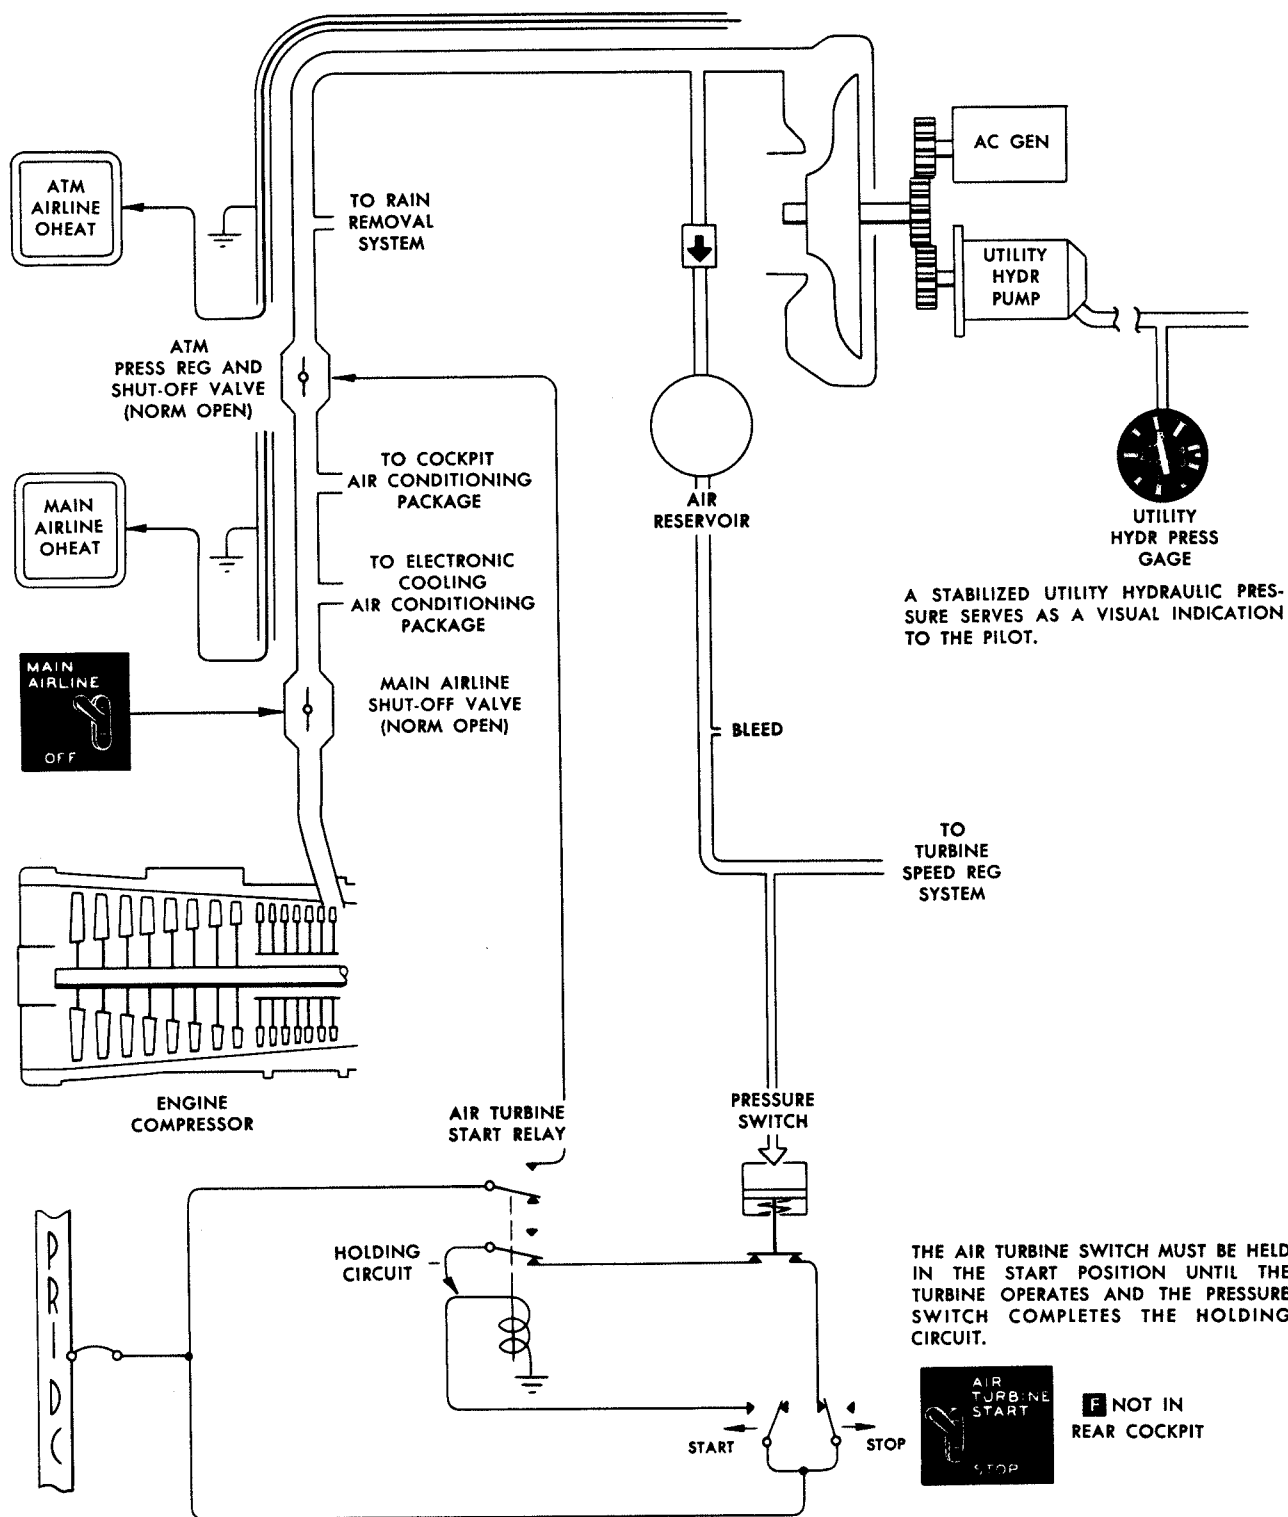 AC GEN
ATM
AIRLINE
OHEAT
TO RAIN
REMOVAL
SYSTEM
UTILITY
HYDR
PUMP
ATM
PRESS REG AND
SHUT-OFF VALVE
(NORM OPEN)
TO COCKPIT
AIR CONDITIONING
PACKAGE
MAIN
AIRLINE
OHEAT
AIR
RESERVOIR
UTILITY
HYDR PRESS
GAGE
TO ELECTRONIC
COOLING
AIR CONDITIONING
PACKAGE
A STABILIZED UTILITY HYDRAULIC PRES-
SURE SERVES AS A VISUAL INDICATION
TO THE PILOT.
MAIN
AIRLINE
OFF
MAIN AIRLINE
SHUT-OFF VALVE
(NORM OPEN)
BLEED
TO
TURBINE
SPEED REG
SYSTEM
ENGINE
COMPRESSOR
AIR TURBINE
START RELAY
PRESSURE
SWITCH
PRI DC
HOLDING
CIRCUIT
THE AIR TURBINE SWITCH MUST BE HELD
IN THE START POSITION UNTIL THE
TURBINE OPERATES AND THE PRESSURE
SWITCH COMPLETES THE HOLDING
CIRCUIT.
START
STOP
AIR
TURBINE
START
STOP
F NOT IN
REAR COCKPIT